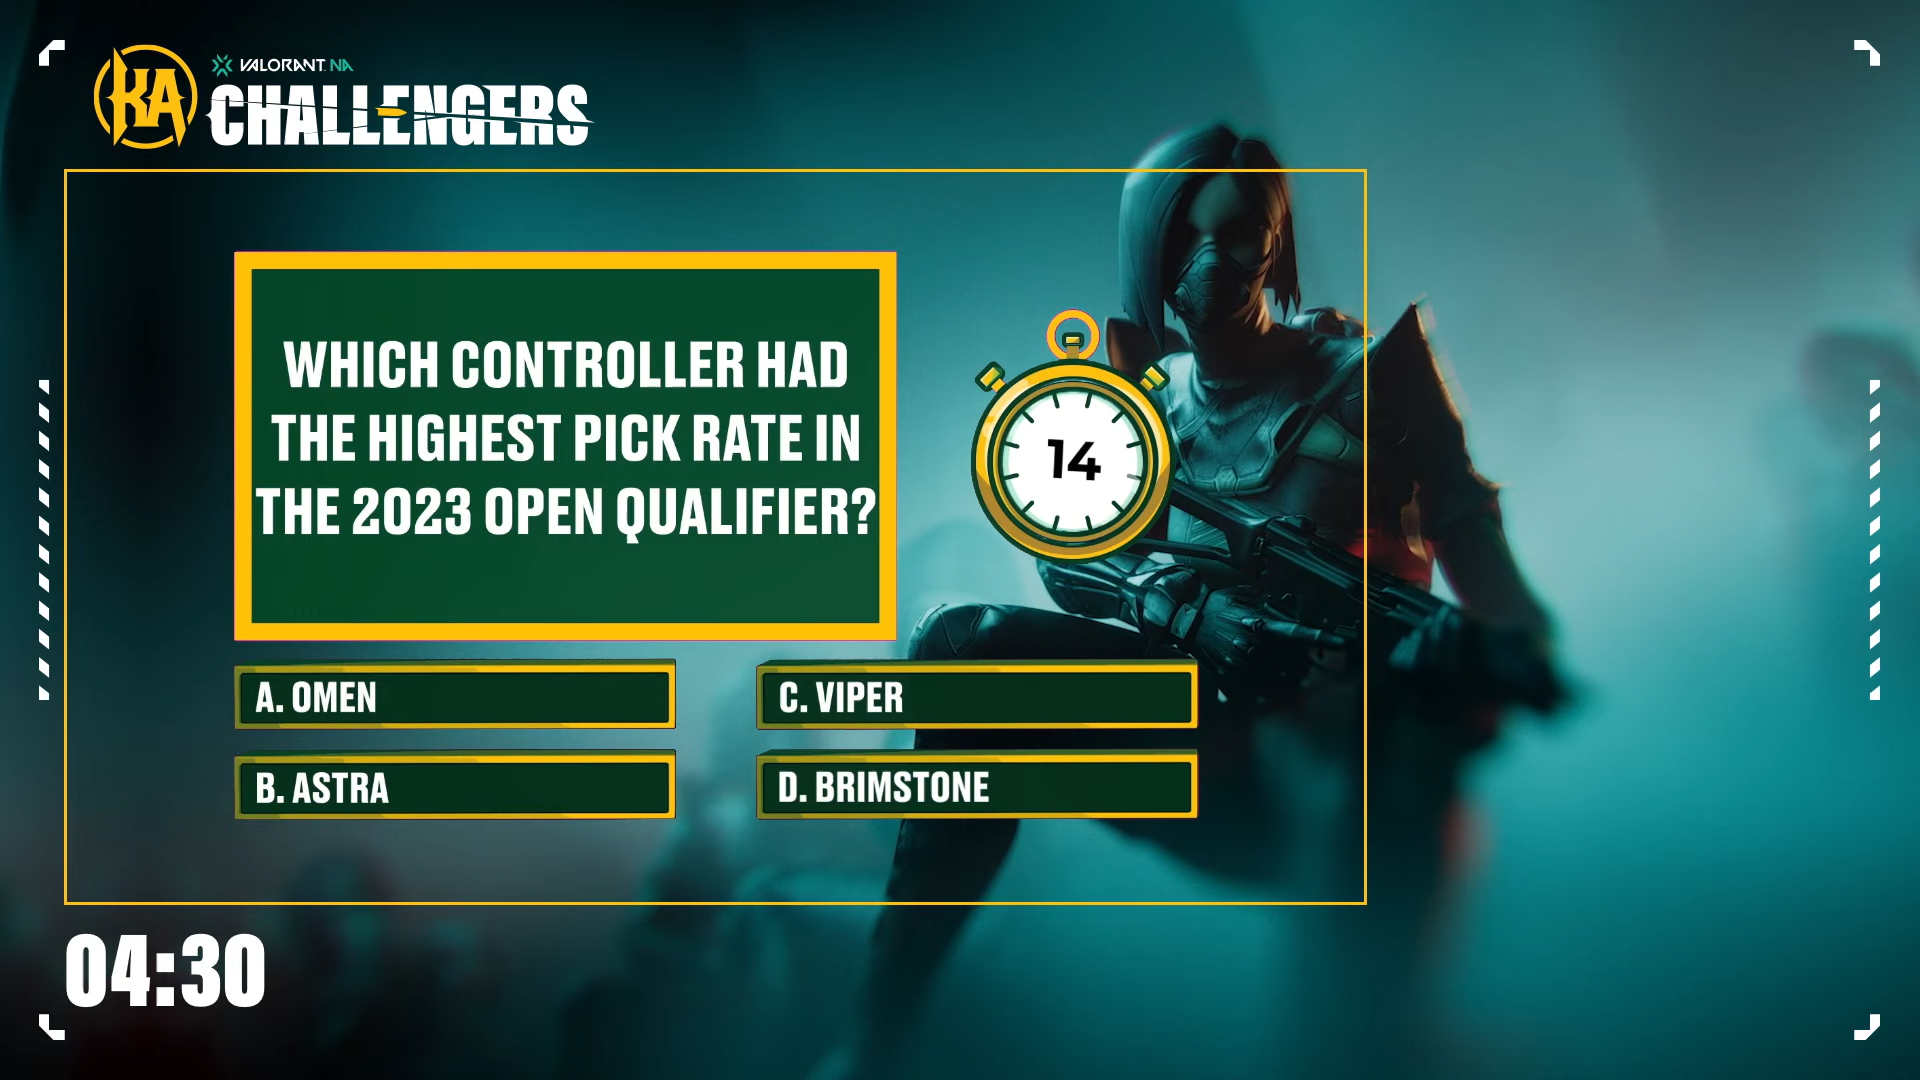 KA
VALORANT NA
CHALLENGERS
WHICH CONTROLLER HAD
THE HIGHEST PICK RATE IN
THE 2023 OPEN QUALIFIER?
14
A. OMEN
C. VIPER
B. ASTRA
D. BRIMSTONE
04:30